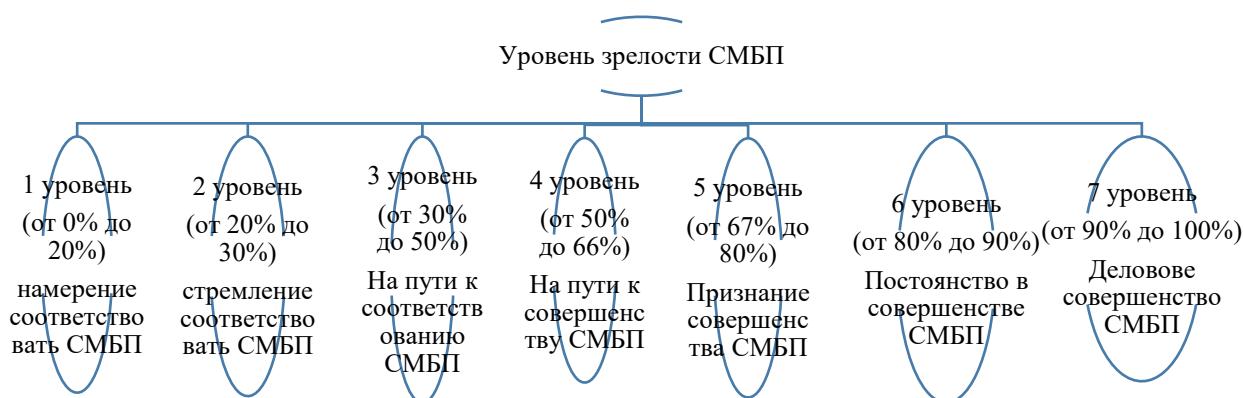 Уровень зрелости СМБП
1 уровень
(от 0% до
20%)
намерение
соответство
вать СМБП
2 уровень
(от 20% до
30%)
стремление
соответство
вать СМБП
3 уровень
(от 30%
до 50%)
На пути к
соответств
ованию
СМБП
4 уровень
(от 50%
до 66%)
На пути к
совершенс
тву СМБП
5 уровень
(от 67% до
80%)
Признание
совершенс
тва СМБП
6 уровень
(от 80% до 90%)
Постоянство в
совершенстве
СМБП
7 уровень
(от 90% до 100%)
Деловове
совершенство
СМБП